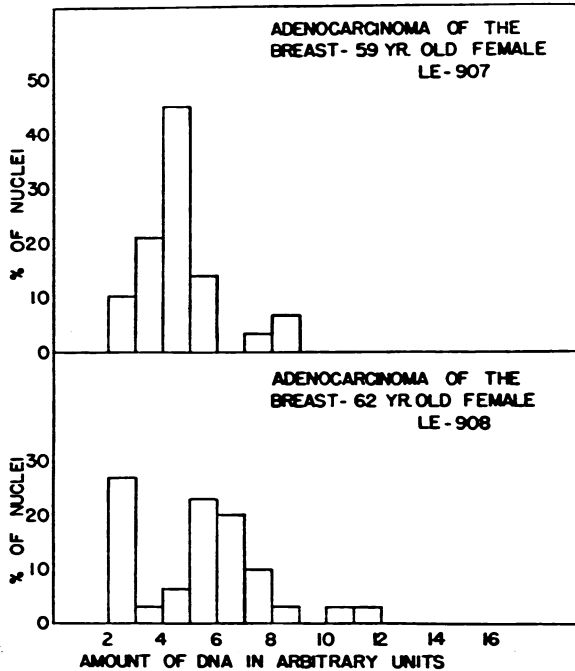 ADENOCARCINOMA OF THE
BREAST - 59 YR. OLD FEMALE
LE - 907
50
40
30
20
10
0
% OF NUCLEI
ADENOCARCINOMA OF THE
BREAST - 62 YR. OLD FEMALE
LE - 908
30
20
10
0
% OF NUCLEI
2 4 6 8 10 12 14 16
AMOUNT OF DNA IN ARBITRARY UNITS